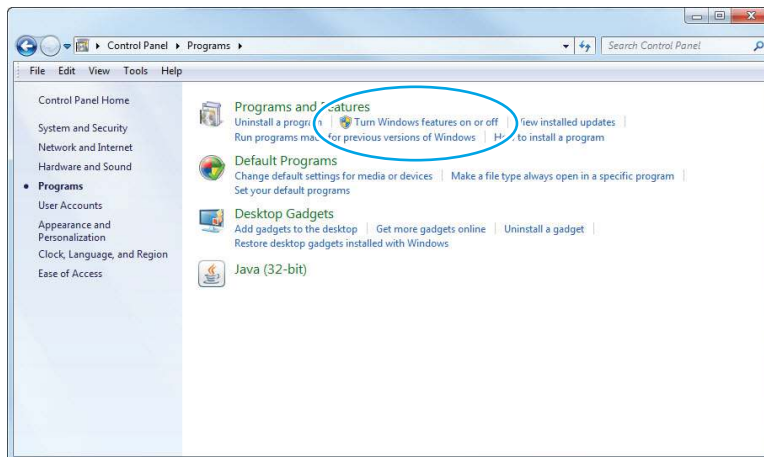 Control Panel Programs
Search Control Panel
File Edit View Tools Help
Control Panel Home
System and Security
Network and Internet
Hardware and Sound
Programs
User Accounts
Appearance and
Personalization
Clock, Language, and Region
Ease of Access
Programs and Features
Uninstall a program Turn Windows features on or off View installed updates
Run programs made for previous versions of Windows How to install a program
Default Programs
Change default settings for media or devices Make a file type always open in a specific program
Set your default programs
Desktop Gadgets
Add gadgets to the desktop Get more gadgets online Uninstall a gadget
Restore desktop gadgets installed with Windows
Java (32-bit)